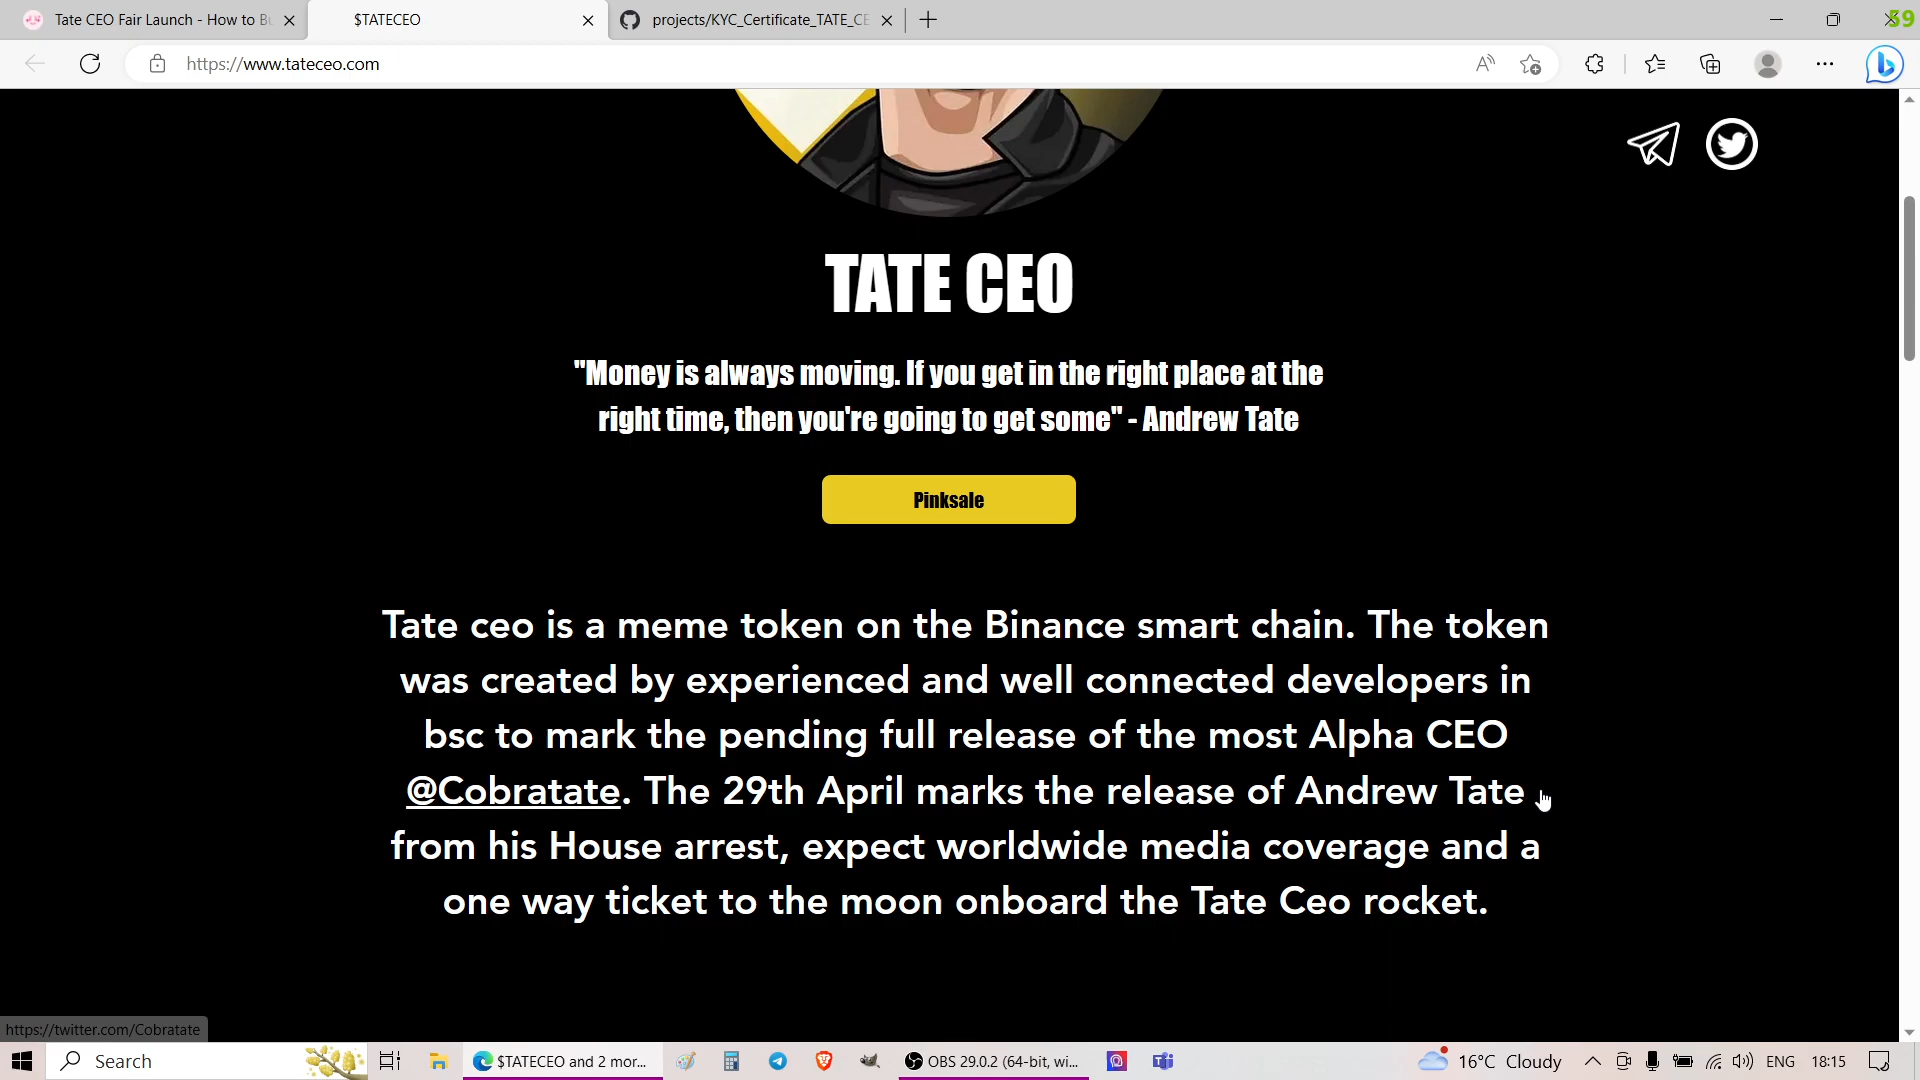 Tate CEO Fair Launch - How to Bu
$TATECEO
projects/KYC_Certificate_TATE_CE
59
https://www.tateceo.com
TATE CEO
"Money is always moving. If you get in the right place at the
right time, then you're going to get some" - Andrew Tate
Pinksale
Tate ceo is a meme token on the Binance smart chain. The token
was created by experienced and well connected developers in
bsc to mark the pending full release of the most Alpha CEO
@Cobratate. The 29th April marks the release of Andrew Tate
from his House arrest, expect worldwide media coverage and a
one way ticket to the moon onboard the Tate Ceo rocket.
https://twitter.com/Cobratate
Search
$TATECEO and 2 mor...
OBS 29.0.2 (64-bit, wi...
16°C Cloudy
ENG
18:15